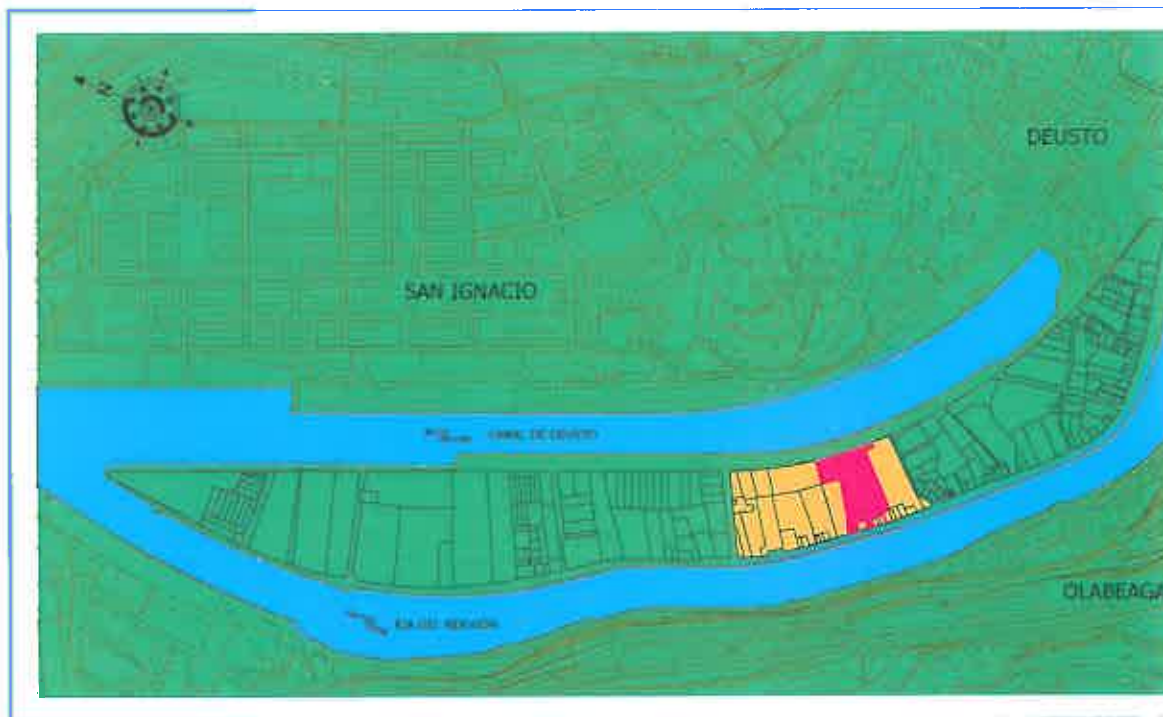 N
DEUSTO
SAN IGNACIO
CANAL DE DEUSTO
OLABEAGA
RIA DEL NERVION